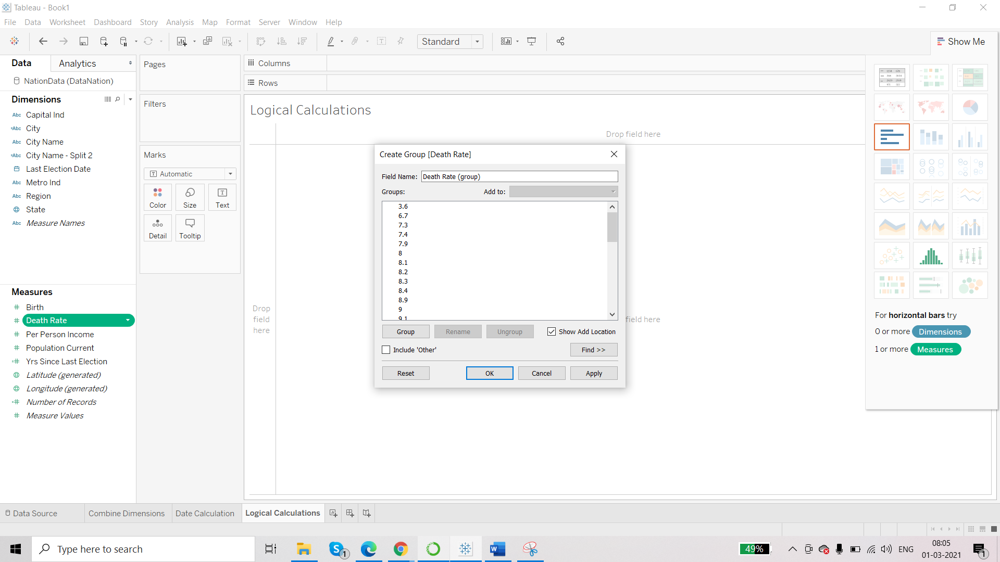 Tableau - Book1
File Data Worksheet Dashboard Story Analysis Map Format Server Window Help
Standard
Show Me
Data
Analytics
NationData (DataNation)
Dimensions
Abc Capital Ind
=Abc City
Abc City Name
=Abc City Name - Split 2
Last Election Date
Abc Metro Ind
Abc Region
State
Abc Measure Names
Measures
# Birth
# Death Rate
# Per Person Income
# Population Current
=# Yrs Since Last Election
Latitude (generated)
Longitude (generated)
=# Number of Records
# Measure Values
Pages
Filters
Marks
Automatic
Color
Size
Text
Detail
Tooltip
Columns
Rows
Logical Calculations
Drop field here
Drop
field
here
field here
Create Group [Death Rate]
Field Name: Death Rate (group)
Groups:
Add to:
3.6
6.7
7.3
7.4
7.9
8
8.1
8.2
8.3
8.4
8.9
9
9.1
Group
Rename
Ungroup
Show Add Location
Include 'Other'
Find >>
Reset
OK
Cancel
Apply
For horizontal bars try
0 or more Dimensions
1 or more Measures
Data Source
Combine Dimensions
Date Calculation
Logical Calculations
Type here to search
1
49%
ENG
08:05
01-03-2021
1